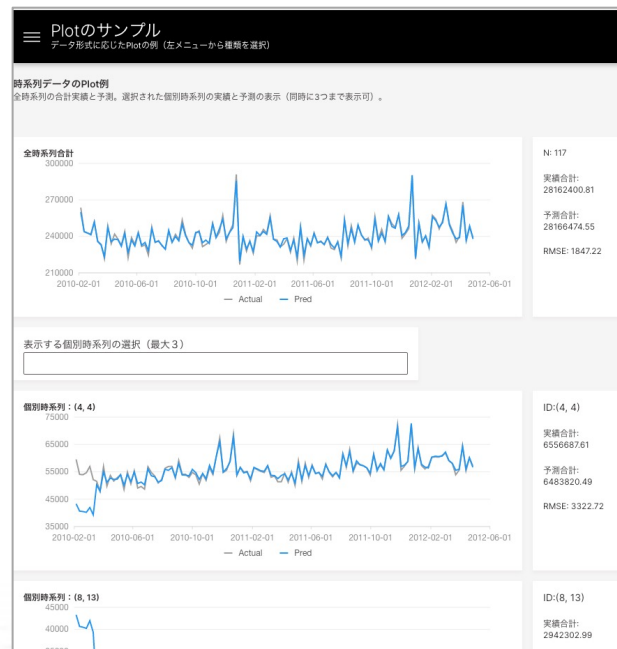 Plotのサンプル
データ形式に応じたPlotの例（左メニューから種類を選択）
時系列データのPlot例
全時系列の合計実績と予測。選択された個別時系列の実績と予測の表示（同時に3つまで表示可）。
全時系列合計
300000
270000
240000
210000
2010-02-01 2010-06-01 2010-10-01 2011-02-01 2011-06-01 2011-10-01 2012-02-01 2012-06-01
Actual Pred
N: 117
実績合計:
28162400.81
予測合計:
28166474.55
RMSE: 1847.22
表示する個別時系列の選択（最大３）
個別時系列：(4, 4)
75000
65000
55000
45000
35000
2010-02-01 2010-06-01 2010-10-01 2011-02-01 2011-06-01 2011-10-01 2012-02-01 2012-06-01
Actual Pred
ID:(4, 4)
実績合計:
6556687.61
予測合計:
6483820.49
RMSE: 3322.72
個別時系列：(8, 13)
45000
40000
ID:(8, 13)
実績合計:
2942302.99